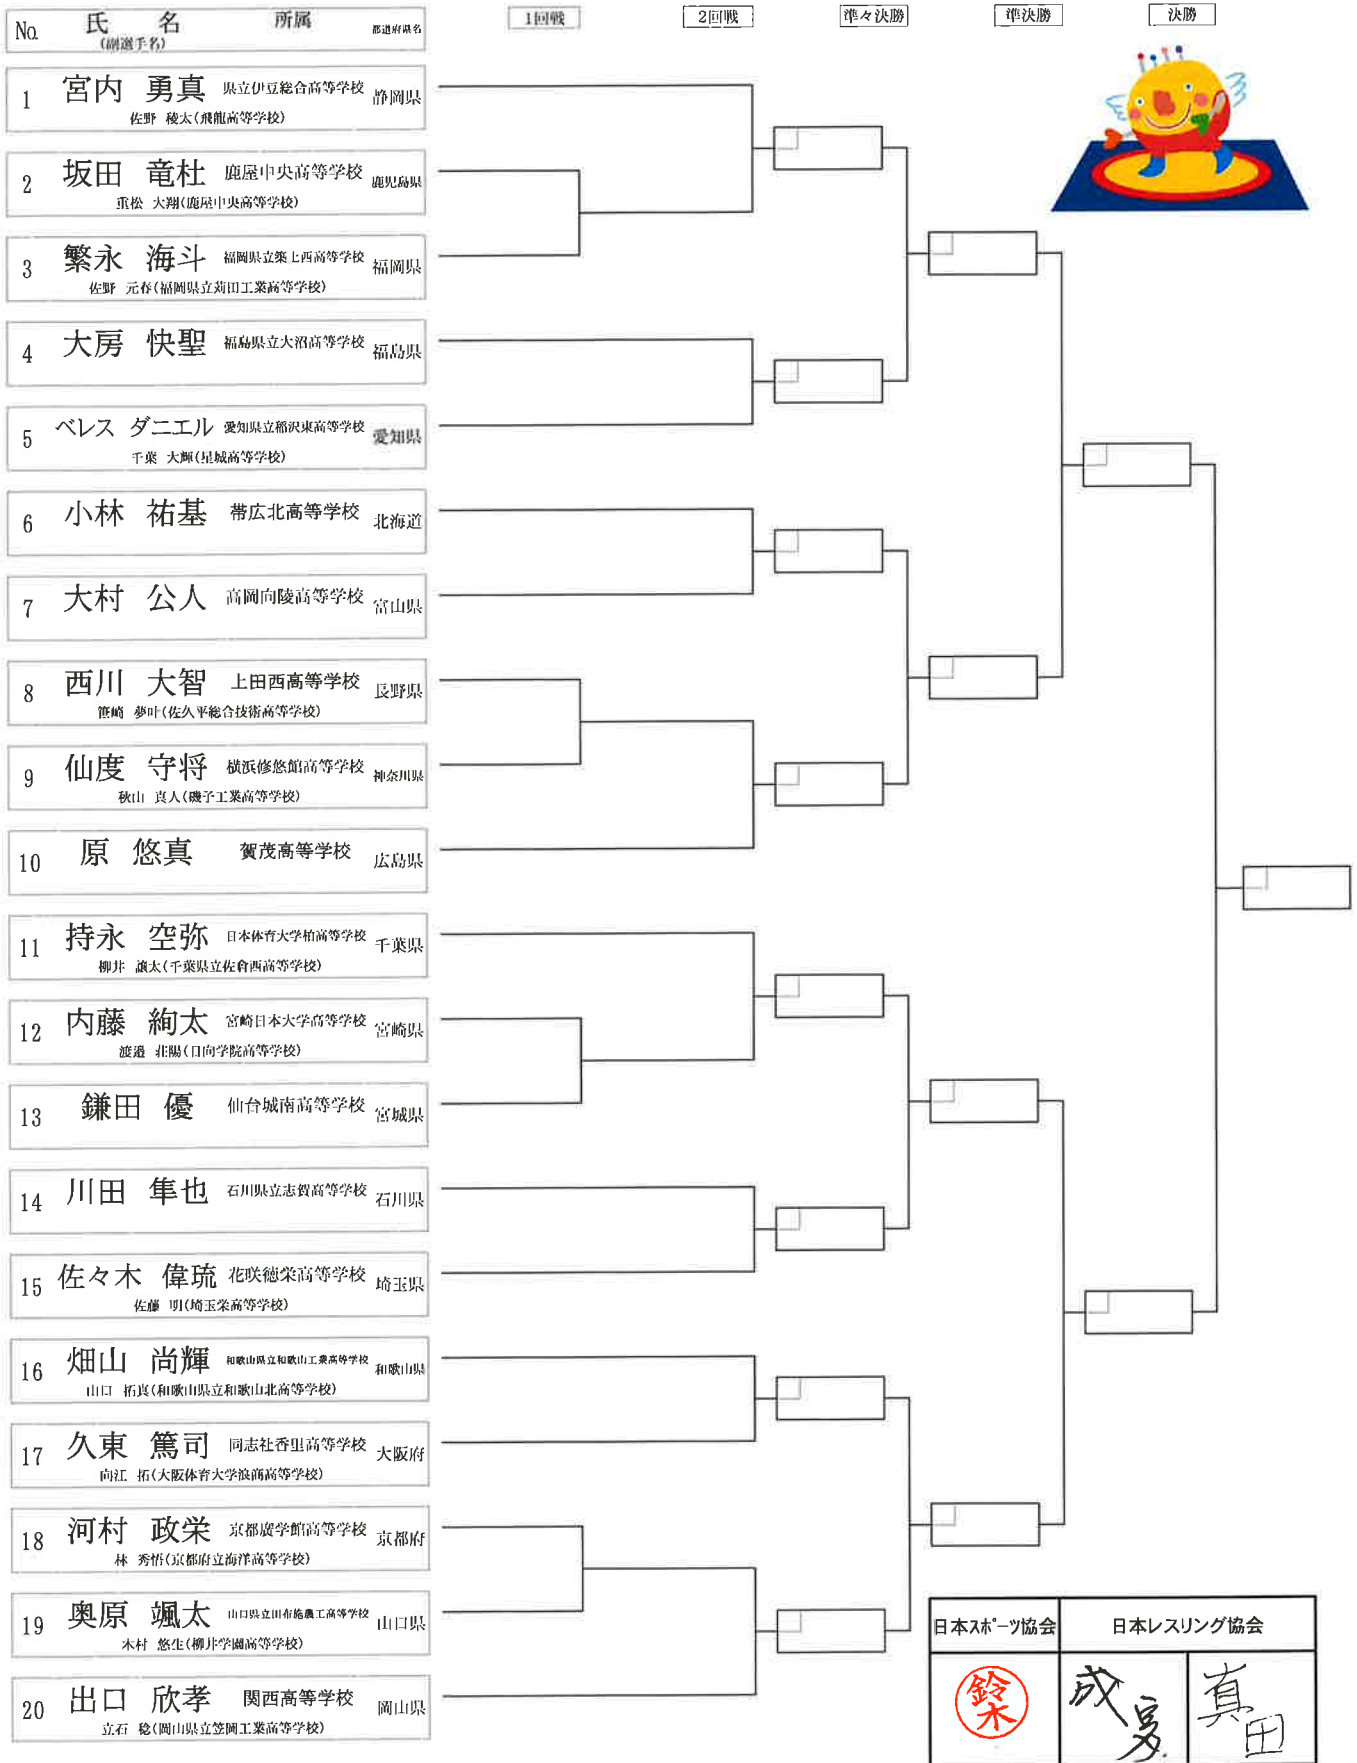 No. 氏 名 所属 都道府県名 1回戦 2回戦 準々決勝 準決勝 決勝
(副選手名)
1 宮内 勇真 県立伊豆総合高等学校 静岡県
佐野 稜太(飛龍高等学校)
2 坂田 竜杜 鹿屋中央高等学校 鹿児島県
重松 大翔(鹿屋中央高等学校)
3 繁永 海斗 福岡県立築上西高等学校 福岡県
佐野 元春(福岡県立苅田工業高等学校)
4 大房 快聖 福島県立大沼高等学校 福島県
5 ベレス ダニエル 愛知県立稲沢東高等学校 愛知県
千葉 大輝(星城高等学校)
6 小林 祐基 帯広北高等学校 北海道
7 大村 公人 高岡向陵高等学校 富山県
8 西川 大智 上田西高等学校 長野県
笹崎 夢叶(佐久平総合技術高等学校)
9 仙度 守将 横浜修悠館高等学校 神奈川県
秋山 真人(磯子工業高等学校)
10 原 悠真 賀茂高等学校 広島県
11 持永 空弥 日本体育大学柏高等学校 千葉県
柳井 譲太(千葉県立佐倉西高等学校)
12 内藤 絢太 宮崎日本大学高等学校 宮崎県
渡邉 壮陽(日向学院高等学校)
13 鎌田 優 仙台城南高等学校 宮城県
14 川田 隼也 石川県立志賀高等学校 石川県
15 佐々木 偉琉 花咲徳栄高等学校 埼玉県
佐藤 明(埼玉栄高等学校)
16 畑山 尚輝 和歌山県立和歌山工業高等学校 和歌山県
山口 拓真(和歌山県立和歌山北高等学校)
17 久東 篤司 同志社香里高等学校 大阪府
向江 拓(大阪体育大学浪商高等学校)
18 河村 政栄 京都廣学館高等学校 京都府
林 秀悟(京都府立海洋高等学校)
19 奥原 颯太 山口県立田布施農工高等学校 山口県
木村 悠生(柳井学園高等学校)
20 出口 欣孝 関西高等学校 岡山県
立石 稔(岡山県立笠岡工業高等学校)
日本スポーツ協会 日本レスリング協会
鈴木 真田